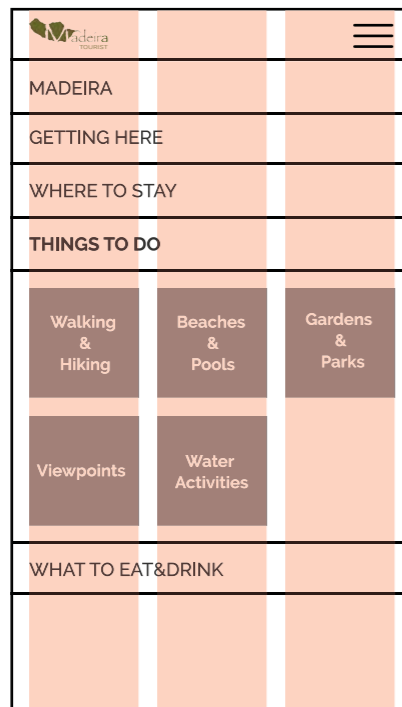 Madeira
TOURIST
MADEIRA
GETTING HERE
WHERE TO STAY
THINGS TO DO
Walking
&
Hiking
Beaches
&
Pools
Gardens
&
Parks
Viewpoints
Water
Activities
WHAT TO EAT&DRINK